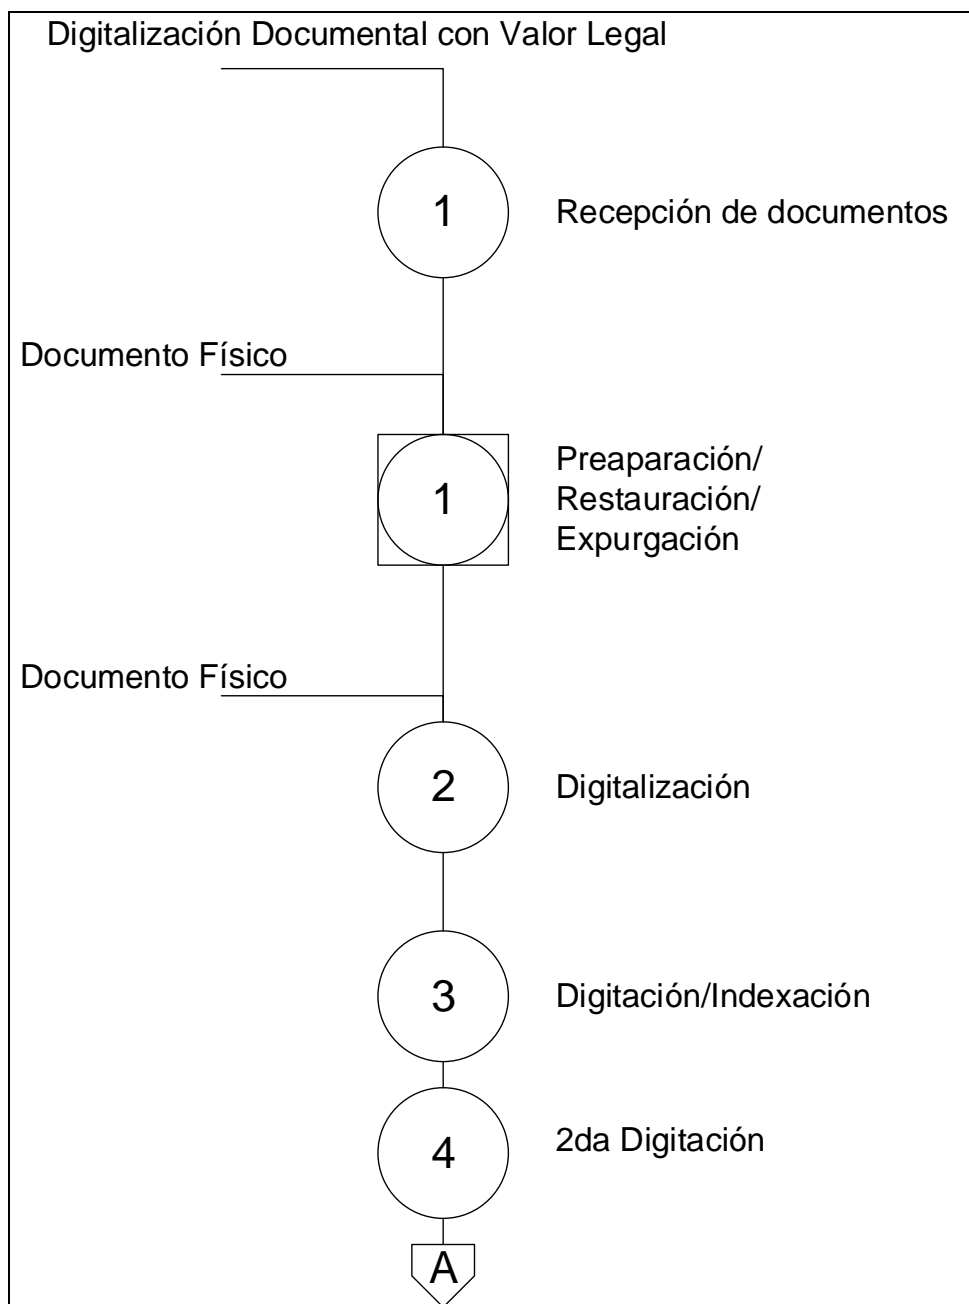 Digitalización Documental con Valor Legal
1
Recepción de documentos
Documento Físico
1
Preaparación/
Restauración/
Expurgación
Documento Físico
2
Digitalización
3
Digitación/Indexación
4
2da Digitación
A